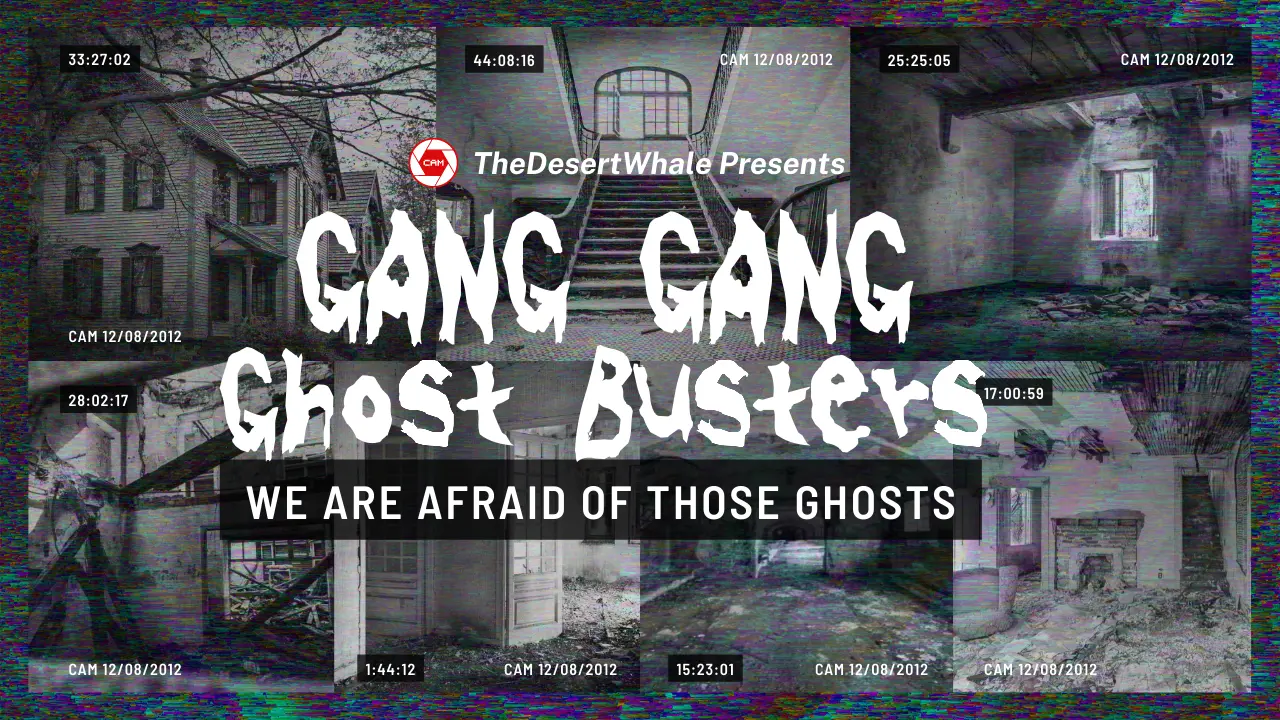 33:27:02
44:08:16
CAM 12/08/2012
25:25:05
CAM 12/08/2012
CAM
TheDesertWhale Presents
GANG GANG
Ghost Busters
WE ARE AFRAID OF THOSE GHOSTS
CAM 12/08/2012
28:02:17
17:00:59
CAM 12/08/2012
1:44:12
CAM 12/08/2012
15:23:01
CAM 12/08/2012
CAM 12/08/2012